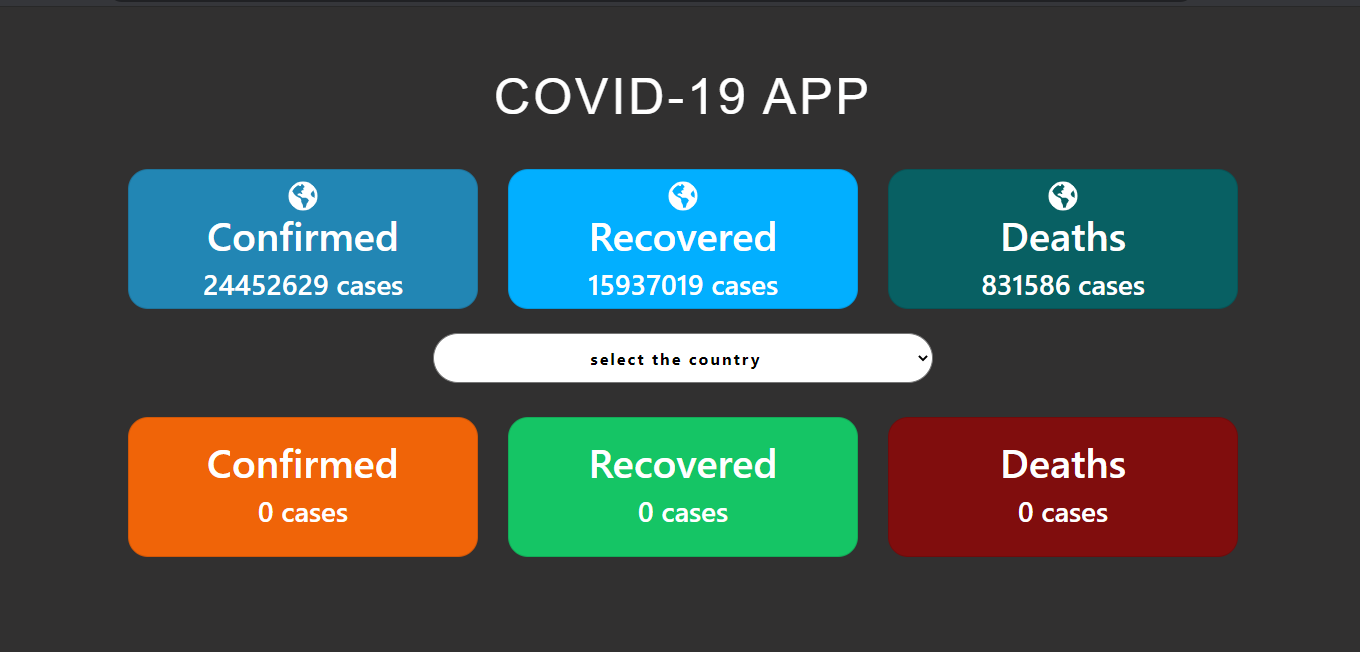 COVID-19 APP
Confirmed
24452629 cases
Recovered
15937019 cases
Deaths
831586 cases
select the country
Confirmed
0 cases
Recovered
0 cases
Deaths
0 cases